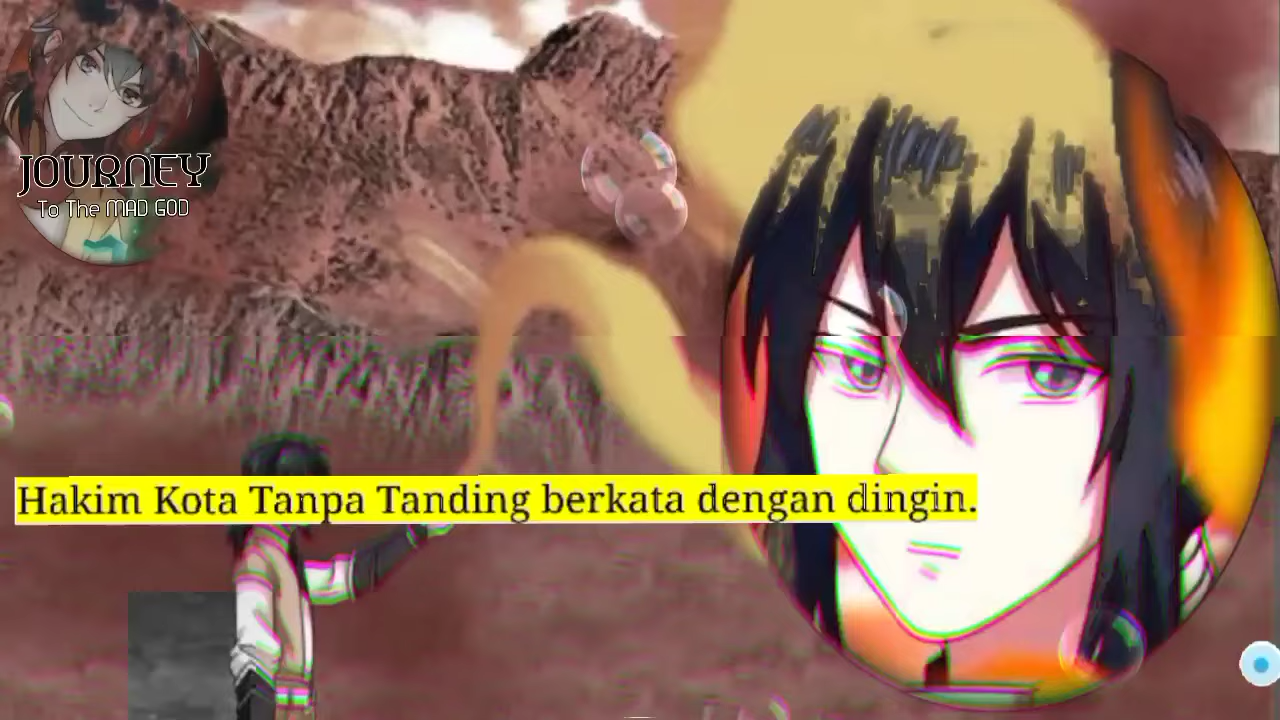 JOURNEY
To The MAD GOD
Hakim Kota Tanpa Tanding berkata dengan dingin.